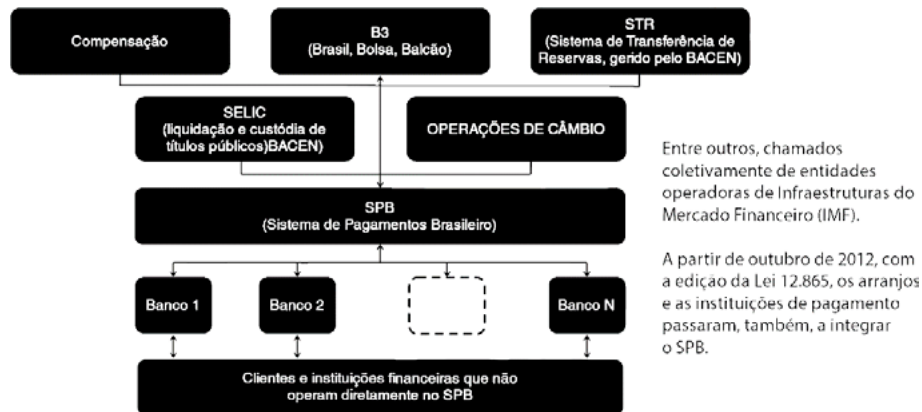 Compensação
B3
(Brasil, Bolsa, Balcão)
STR
(Sistema de Transferência de
Reservas, gerido pelo BACEN)
SELIC
(liquidação e custódia de
títulos públicos)BACEN)
OPERAÇÕES DE CÂMBIO
SPB
(Sistema de Pagamentos Brasileiro)
Banco 1
Banco 2
Banco N
Clientes e instituições financeiras que não
operam diretamente no SPB
Entre outros, chamados
coletivamente de entidades
operadoras de Infraestruturas do
Mercado Financeiro (IMF).
A partir de outubro de 2012, com
a edição da Lei 12.865, os arranjos
e as instituições de pagamento
passaram, também, a integrar
o SPB.